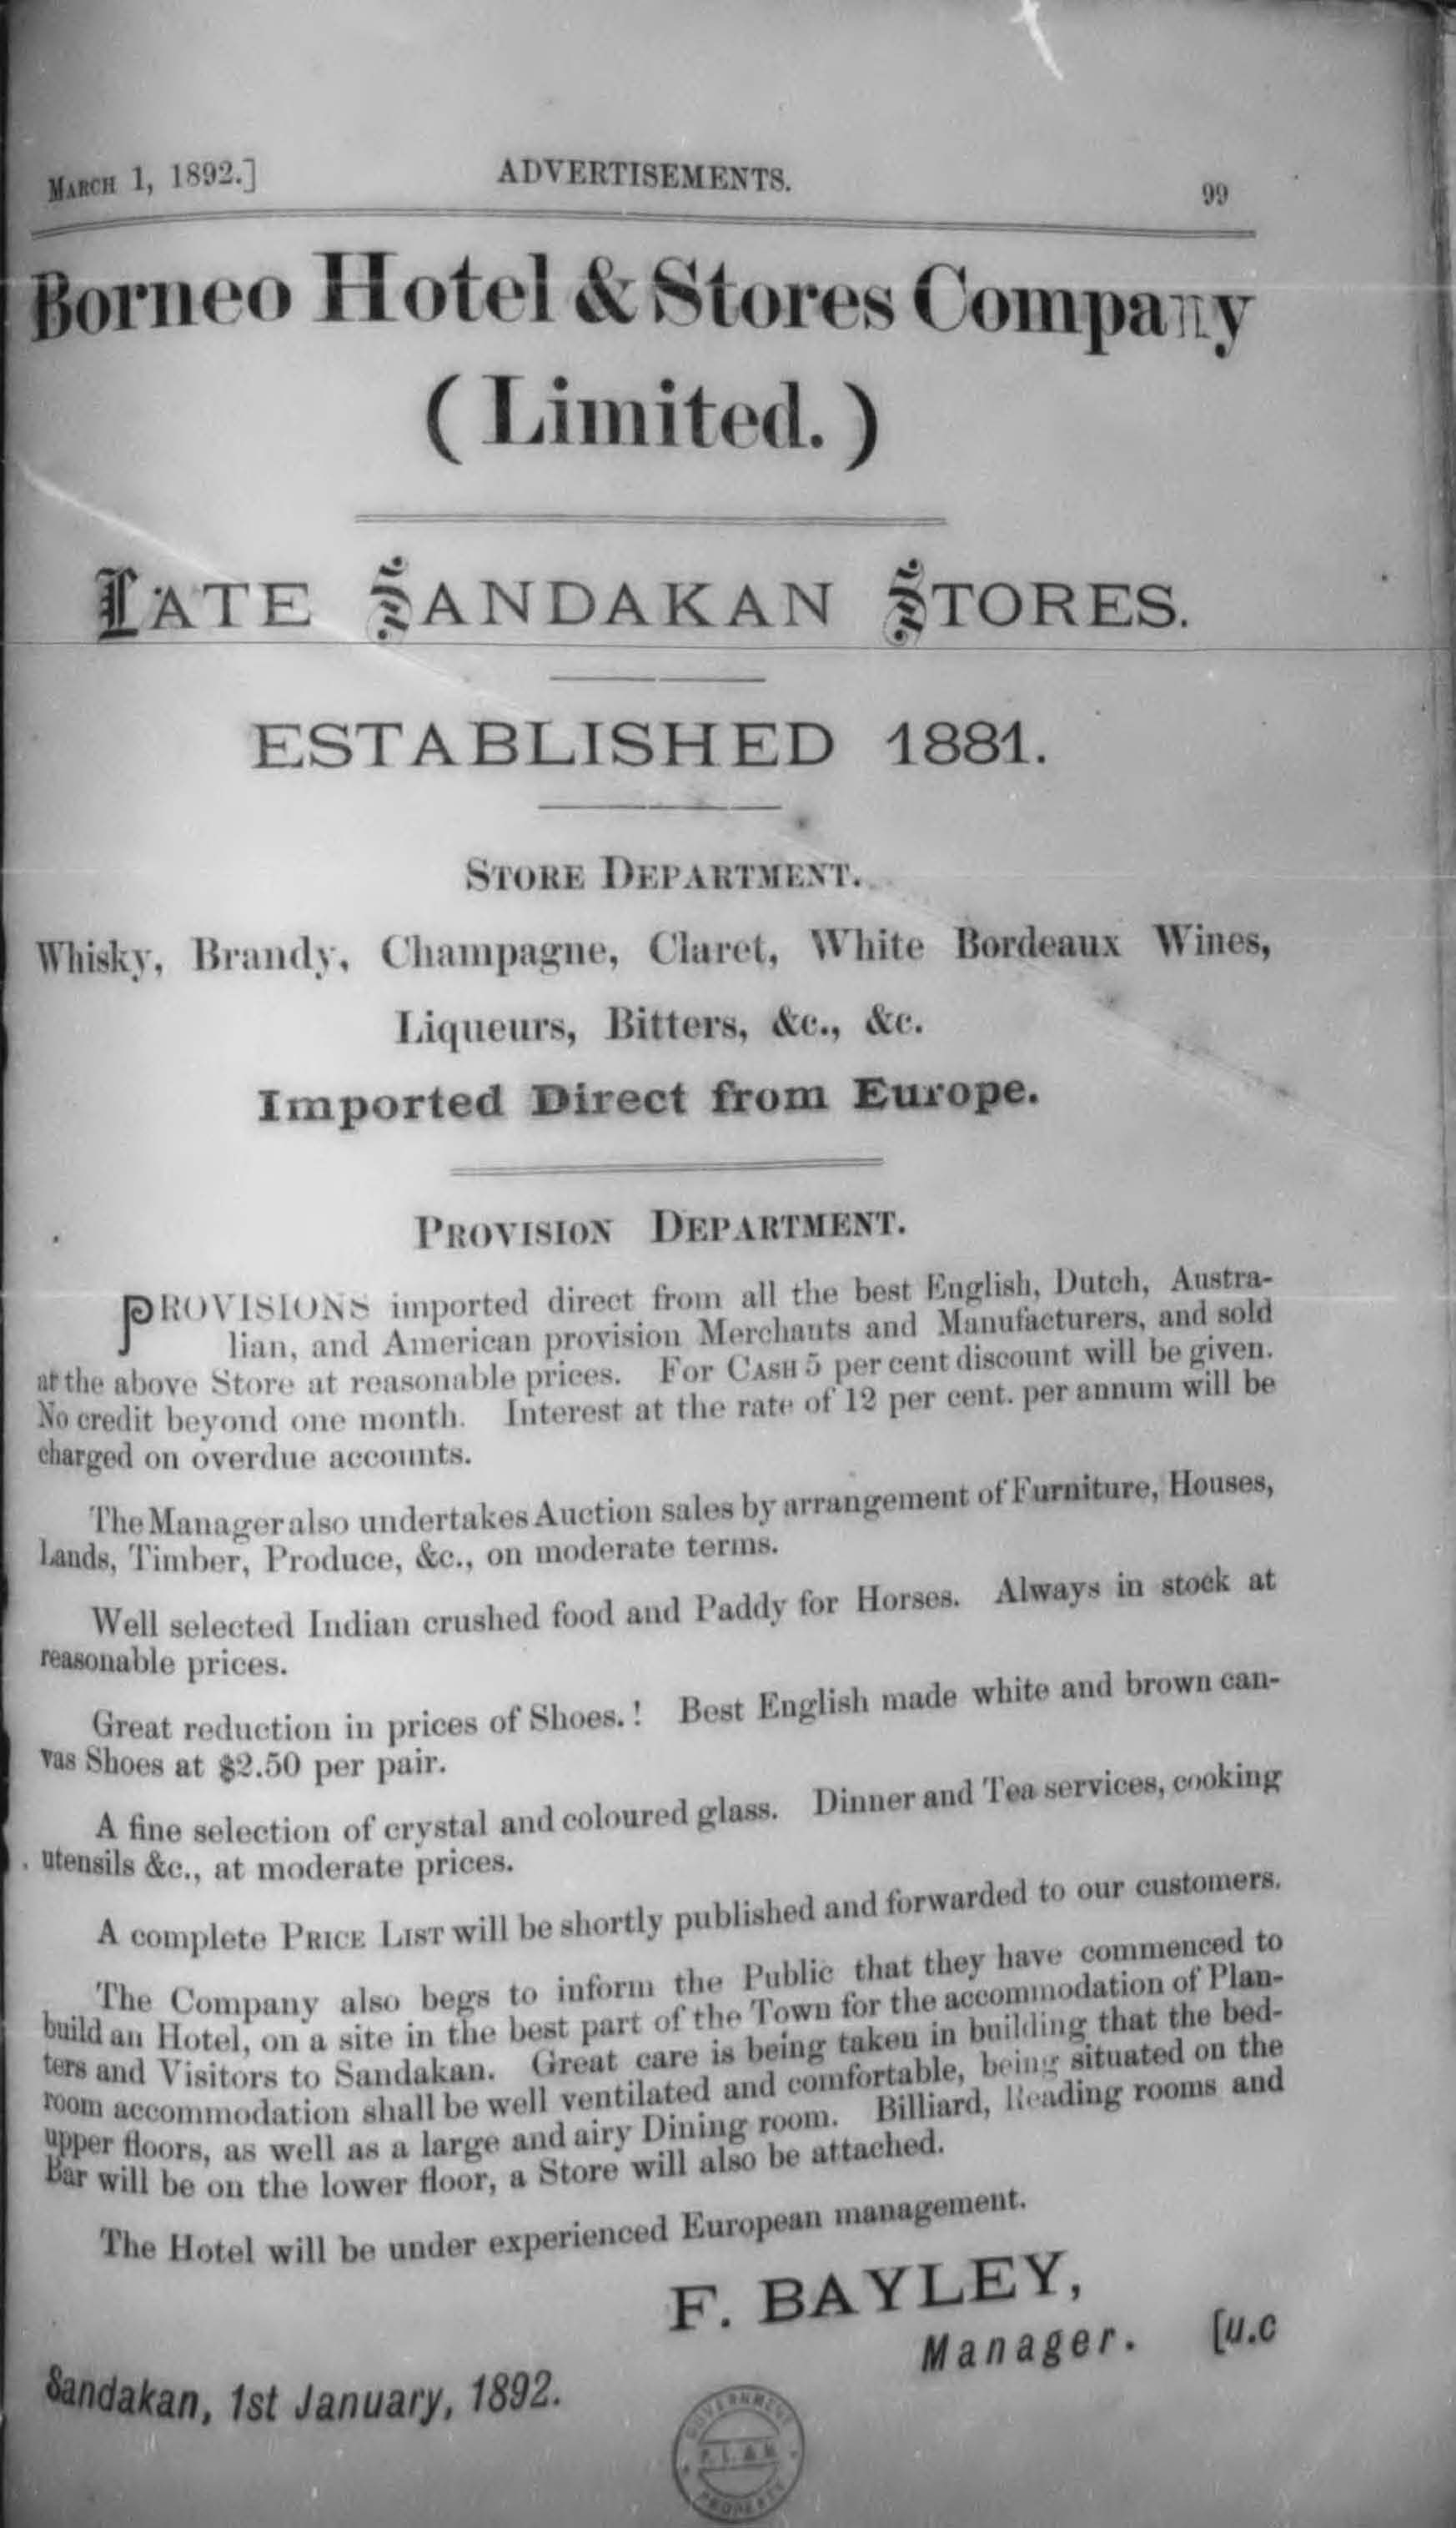 MARCH 1, 1892.] ADVERTISEMENTS. 99
Borneo Hotel & Stores Company
(Limited.)
LATE SANDAKAN STORES.
ESTABLISHED 1881.
STORE DEPARTMENT.
Whisky, Brandy, Champagne, Claret, White Bordeaux Wines,
Liqueurs, Bitters, &c., &c.
Imported Direct from Europe.
PROVISION DEPARTMENT.
PROVISIONS imported direct from all the best English, Dutch, Austra-
lian, and American provision Merchants and Manufacturers, and sold
at the above Store at reasonable prices. For CASH 5 per cent discount will be given.
No credit beyond one month. Interest at the rate of 12 per cent. per annum will be
charged on overdue accounts.
The Manager also undertakes Auction sales by arrangement of Furniture, Houses,
Lands, Timber, Produce, &c., on moderate terms.
Well selected Indian crushed food and Paddy for Horses. Always in stock at
reasonable prices.
Great reduction in prices of Shoes.! Best English made white and brown can-
vas Shoes at $2.50 per pair.
A fine selection of crystal and coloured glass. Dinner and Tea services, cooking
utensils &c., at moderate prices.
A complete PRICE LIST will be shortly published and forwarded to our customers.
The Company also begs to inform the Public that they have commenced to
build an Hotel, on a site in the best part of the Town for the accommodation of Plan-
ters and Visitors to Sandakan. Great care is being taken in building that the bed-
room accommodation shall be well ventilated and comfortable, being situated on the
upper floors, as well as a large and airy Dining room. Billiard, Reading rooms and
Bar will be on the lower floor, a Store will also be attached.
The Hotel will be under experienced European management.
F. BAYLEY,
Manager. [u.c
Sandakan, 1st January, 1892.
GOVERNMENT
PROPERTY